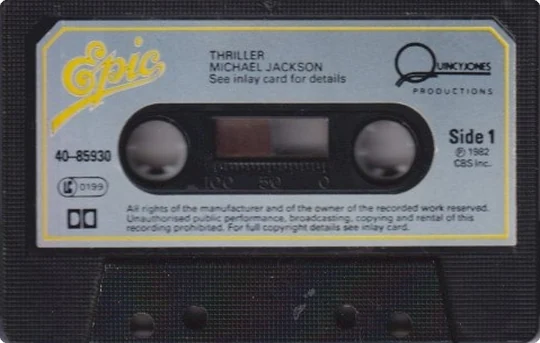 Epic
THRILLER
MICHAEL JACKSON
See inlay card for details
QUINCY JONES
PRODUCTIONS
40-85930
Side 1
℗ 1982
CBS Inc.
LC 0199
100 50 0
All rights of the manufacturer and of the owner of the recorded work reserved.
Unauthorised public performance, broadcasting, copying and rental of this
recording prohibited. For full copyright details see inlay card.